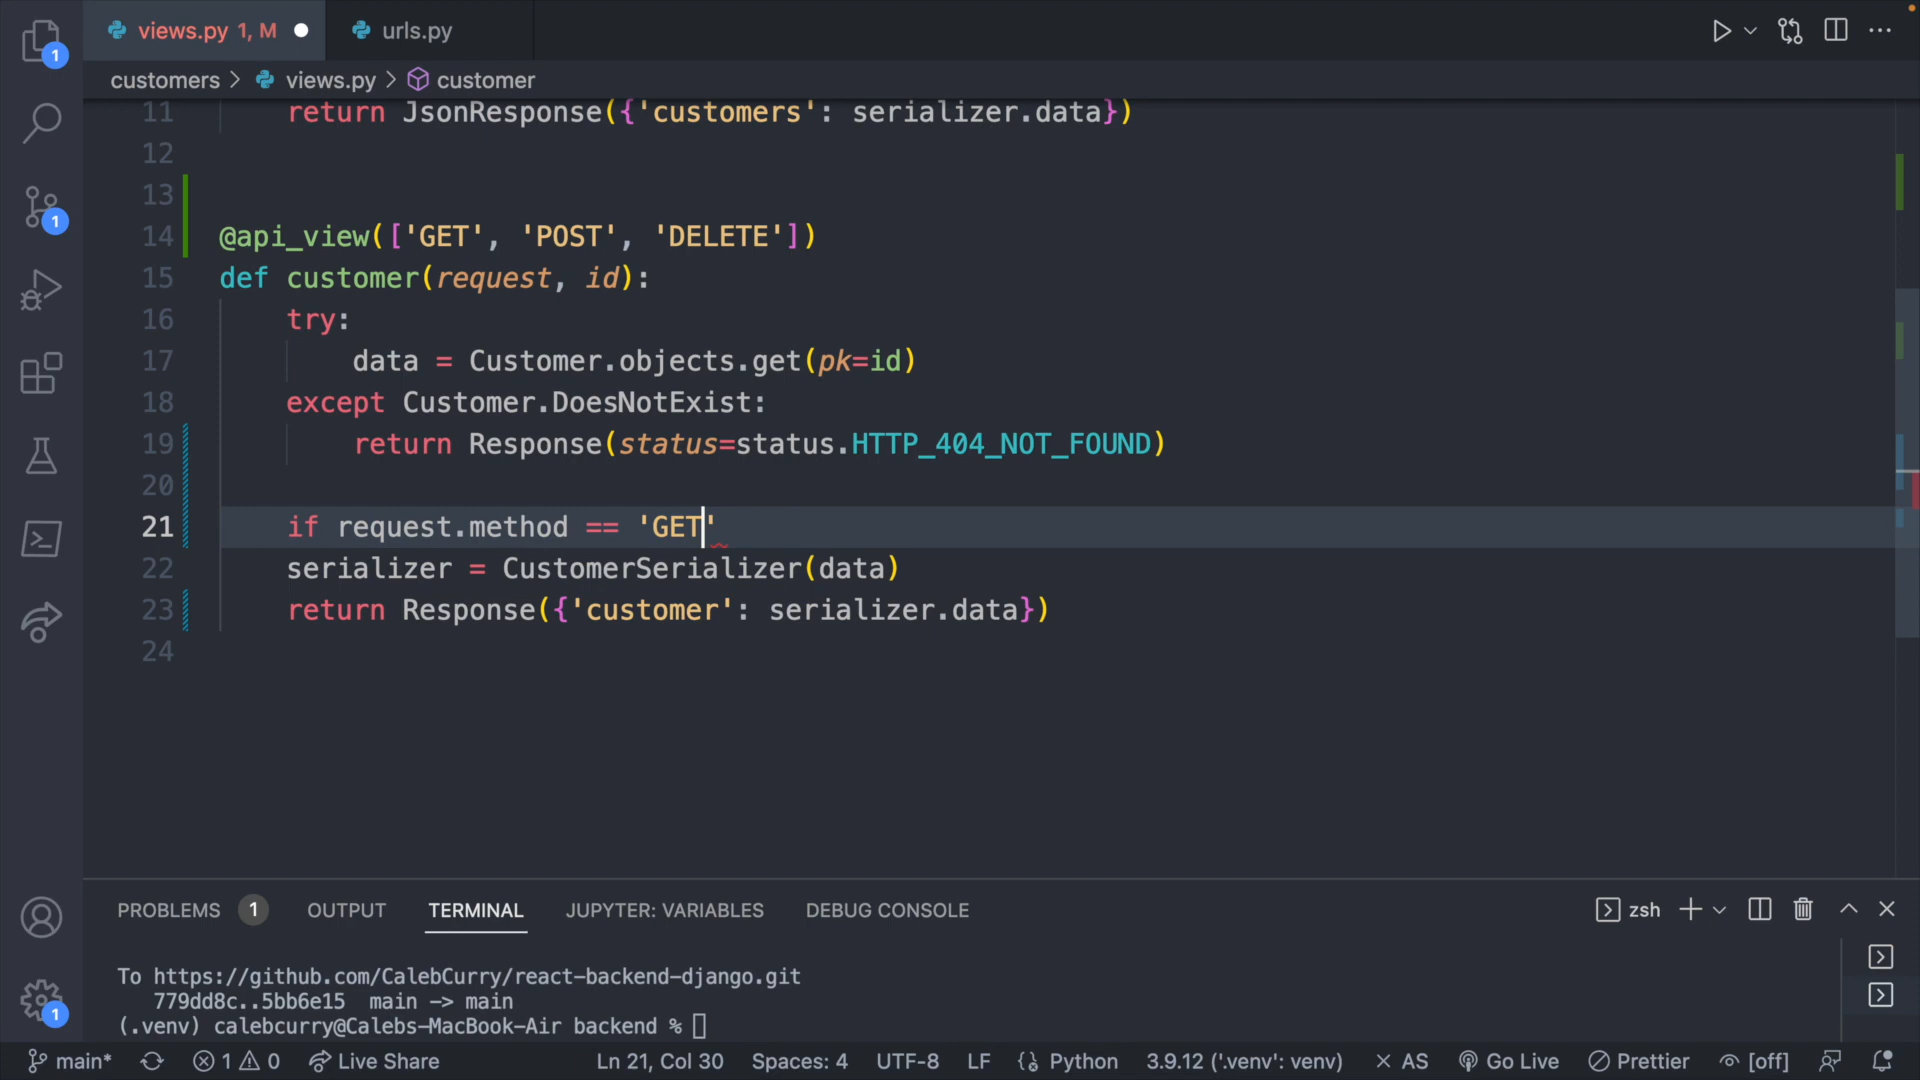 views.py 1, M
urls.py
customers > views.py > customer
11 return JsonResponse({'customers': serializer.data})
12
13
14 @api_view(['GET', 'POST', 'DELETE'])
15 def customer(request, id):
16 try:
17 data = Customer.objects.get(pk=id)
18 except Customer.DoesNotExist:
19 return Response(status=status.HTTP_404_NOT_FOUND)
20
21 if request.method == 'GET'
22 serializer = CustomerSerializer(data)
23 return Response({'customer': serializer.data})
24
1
1
1
PROBLEMS 1 OUTPUT TERMINAL JUPYTER: VARIABLES DEBUG CONSOLE zsh
To https://github.com/CalebCurry/react-backend-django.git
779dd8c..5bb6e15 main -> main
(.venv) calebcurry@Calebs-MacBook-Air backend %
main* 1 0 Live Share Ln 21, Col 30 Spaces: 4 UTF-8 LF Python 3.9.12 ('.venv': venv) AS Go Live Prettier [off]